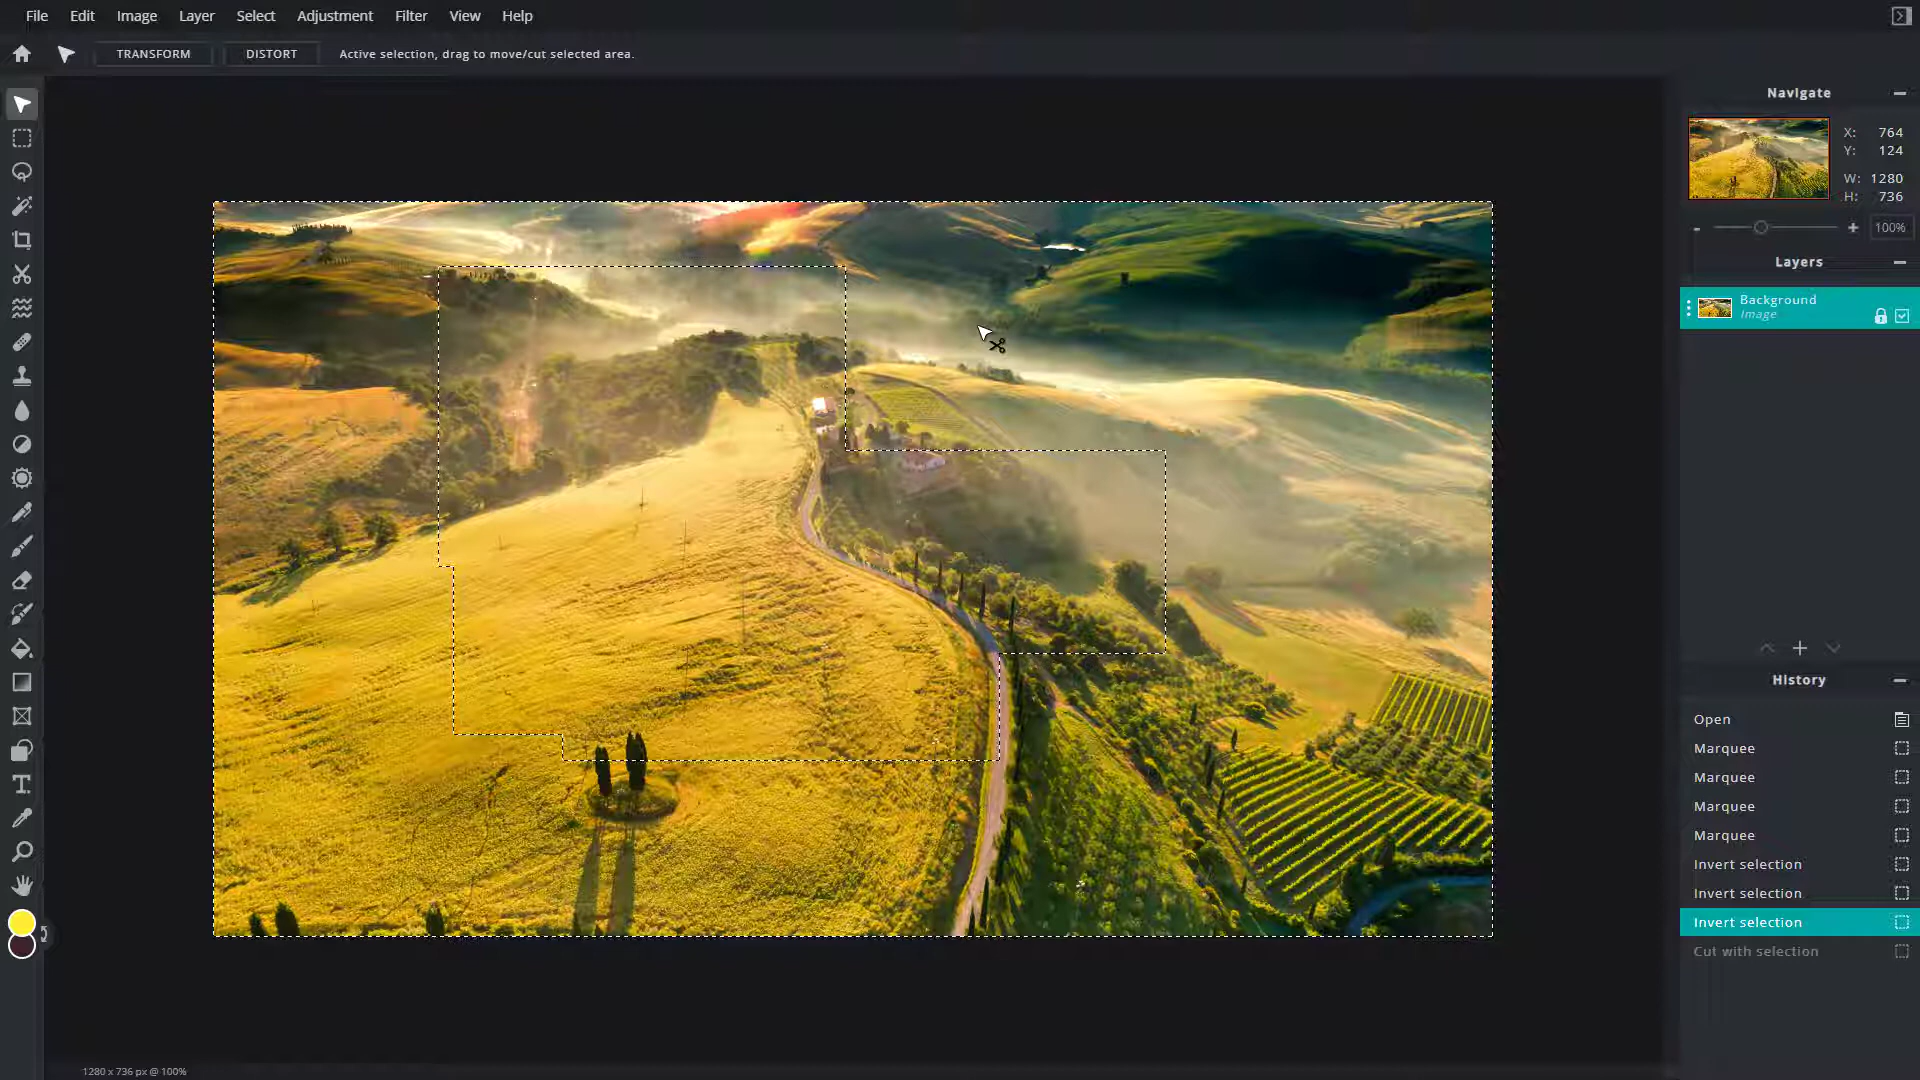 File Edit Image Layer Select Adjustment Filter View Help
TRANSFORM DISTORT Active selection, drag to move/cut selected area.
Navigate
X: 764
Y: 124
W: 1280
H: 736
100%
Layers
Background
Image
History
Open
Marquee
Marquee
Marquee
Marquee
Invert selection
Invert selection
Invert selection
Cut with selection
1280 x 736 px @ 100%